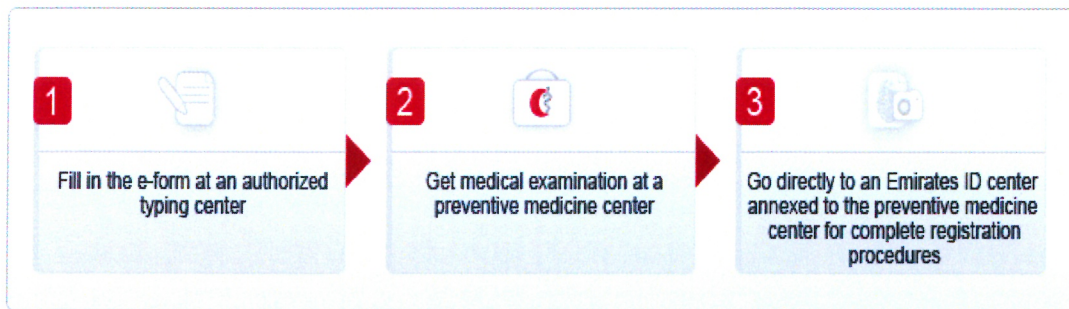 1
Fill in the e-form at an authorized
typing center
2
Get medical examination at a
preventive medicine center
3
Go directly to an Emirates ID center
annexed to the preventive medicine
center for complete registration
procedures